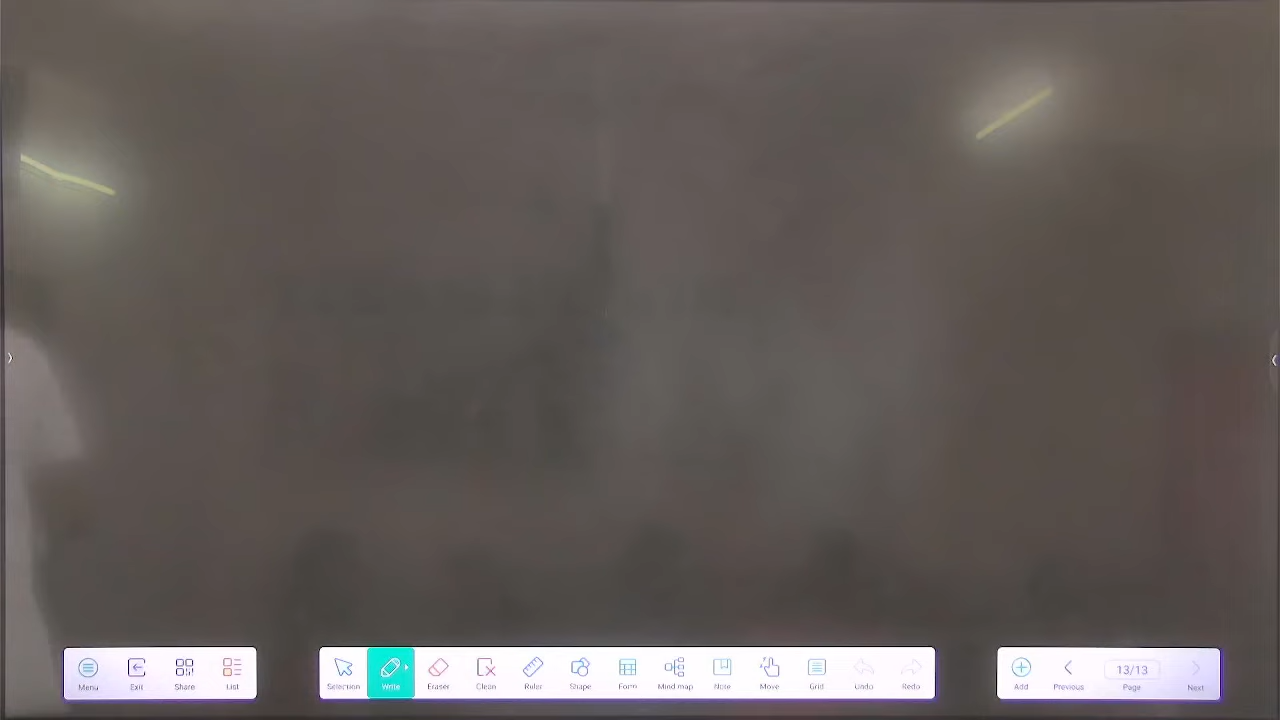 Menu Exit Share List
Selection Write Eraser Clean Ruler Shape Form Mind map Note Move Grid Undo Redo
Add Previous 13/13 Page Next